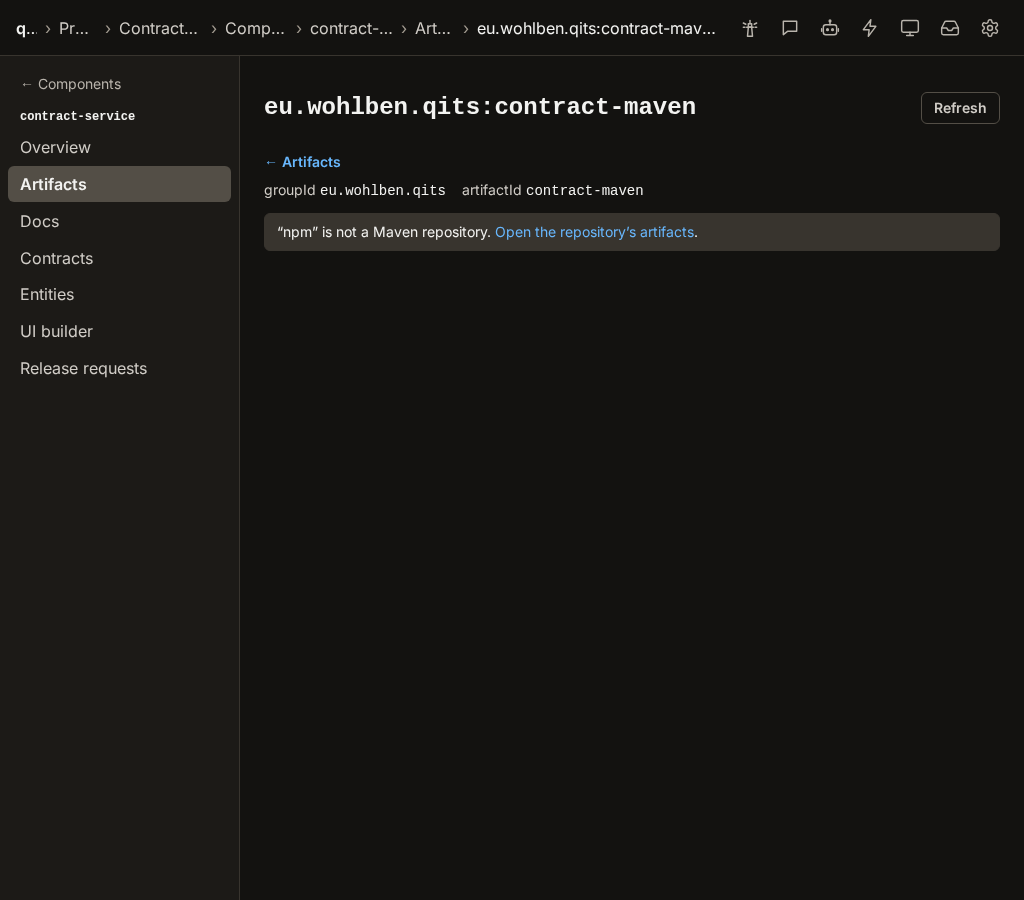 q... › Pr... › Contract... › Comp... › contract-... › Art... › eu.wohlben.qits:contract-mav...
← Components
contract-service
Overview
Artifacts
Docs
Contracts
Entities
UI builder
Release requests
eu.wohlben.qits:contract-maven
Refresh
← Artifacts
groupId eu.wohlben.qits artifactId contract-maven
“npm” is not a Maven repository. Open the repository’s artifacts.